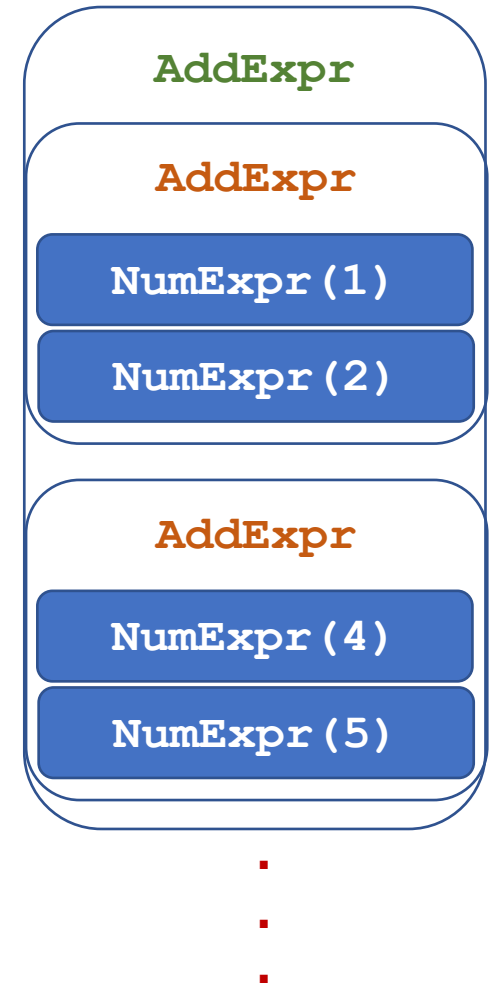 AddExpr
AddExpr
NumExpr(1)
NumExpr(2)
AddExpr
NumExpr(4)
NumExpr(5)
.
.
.